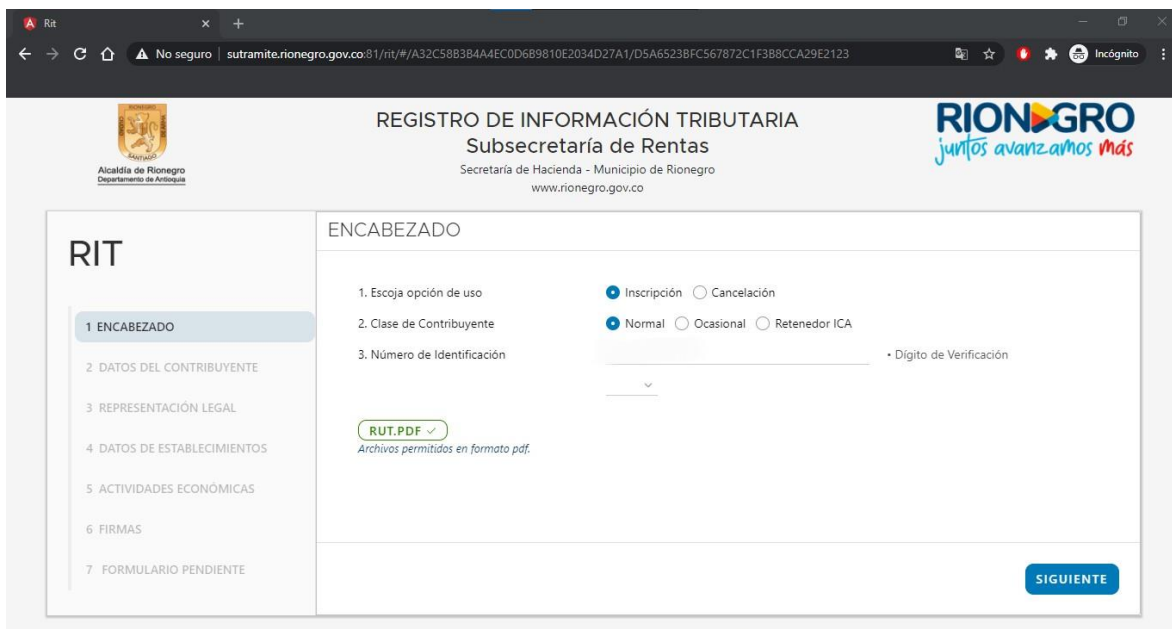 Rit
No seguro | sutramite.rionegro.gov.co:81/rit/#/A32C58B3B4A4EC0D6B9810E2034D27A1/D5A6523BFC567872C1F3B8CCA29E2123
Incógnito
RIONEGRO
SANTIAGO
Alcaldía de Rionegro
Departamento de Antioquia
REGISTRO DE INFORMACIÓN TRIBUTARIA
Subsecretaría de Rentas
Secretaría de Hacienda - Municipio de Rionegro
www.rionegro.gov.co
RIONEGRO
juntos avanzamos más
RIT
1 ENCABEZADO
2 DATOS DEL CONTRIBUYENTE
3 REPRESENTACIÓN LEGAL
4 DATOS DE ESTABLECIMIENTOS
5 ACTIVIDADES ECONÓMICAS
6 FIRMAS
7 FORMULARIO PENDIENTE
ENCABEZADO
1. Escoja opción de uso
Inscripción Cancelación
2. Clase de Contribuyente
Normal Ocasional Retenedor ICA
3. Número de Identificación
• Dígito de Verificación
RUT.PDF
Archivos permitidos en formato pdf.
SIGUIENTE